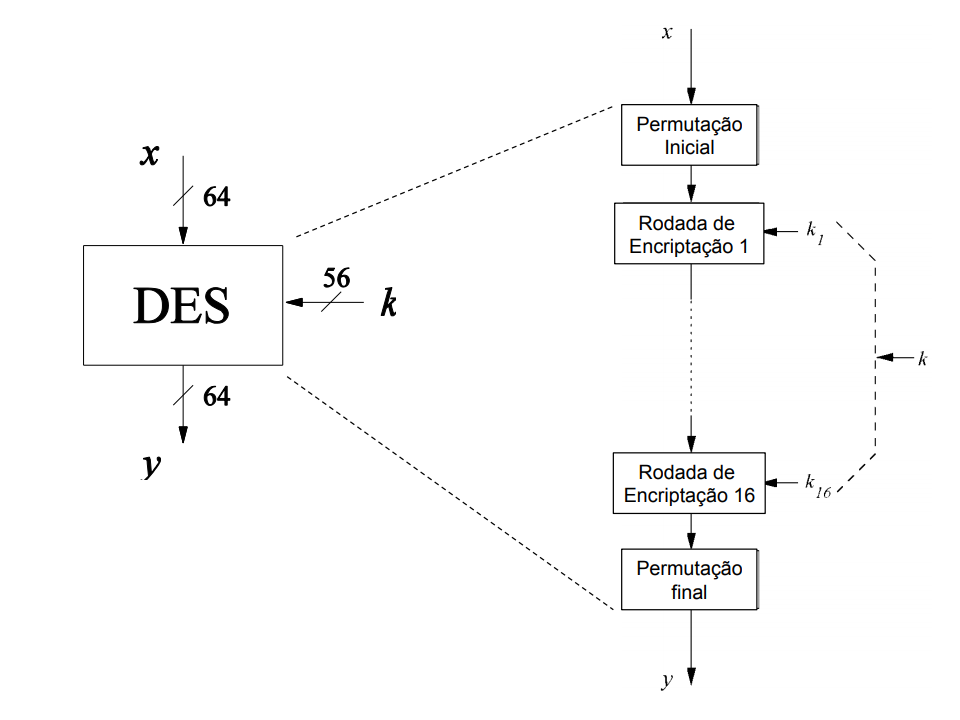 x
64
DES
56
k
64
y
x
Permutação
Inicial
Rodada de
Encriptação 1
k1
k
Rodada de
Encriptação 16
k16
Permutação
final
y